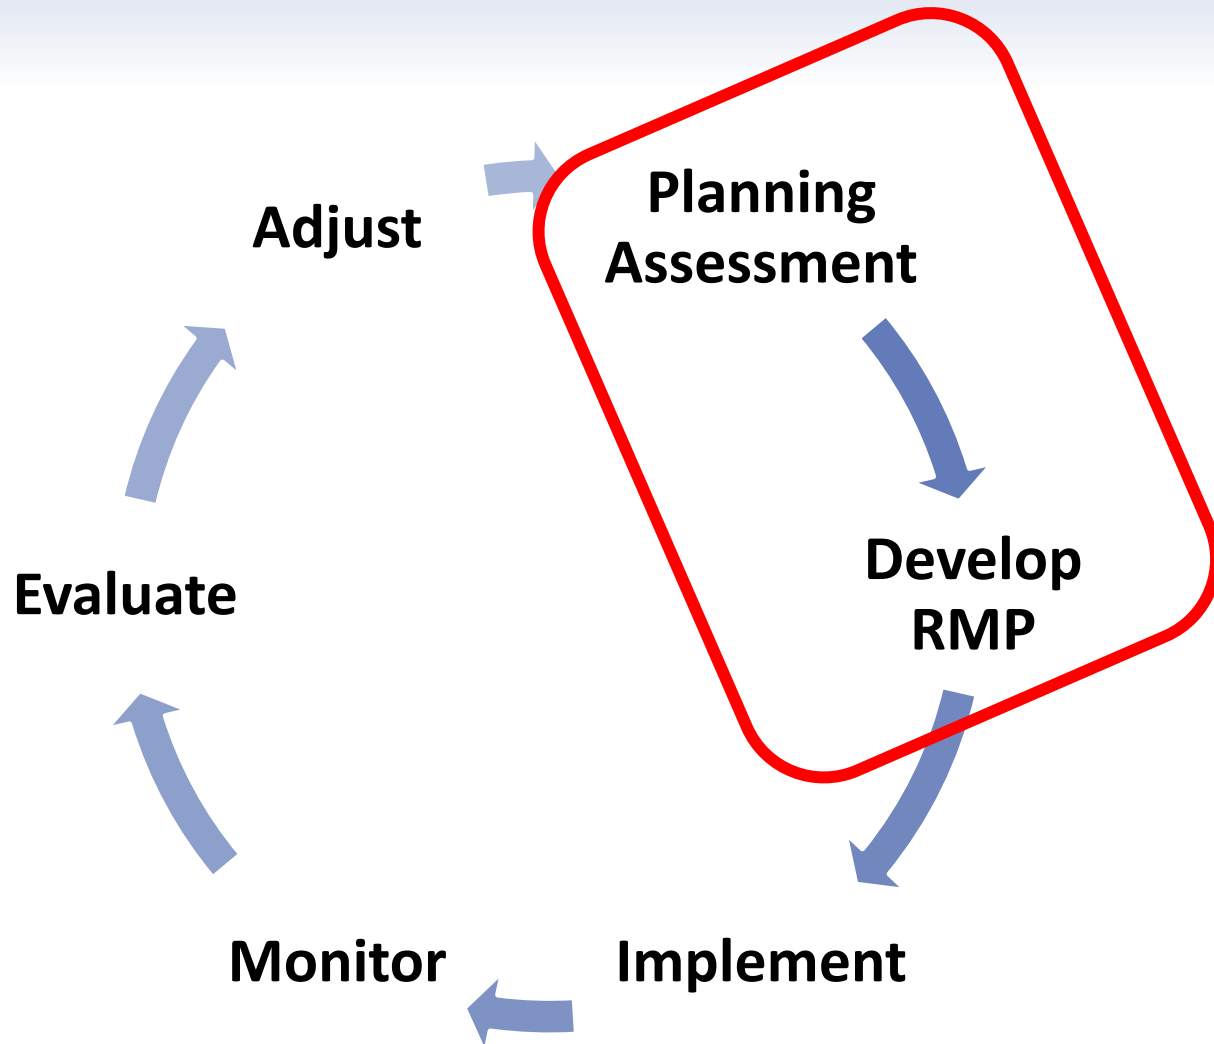 Planning
Assessment
Develop
RMP
Implement
Monitor
Evaluate
Adjust